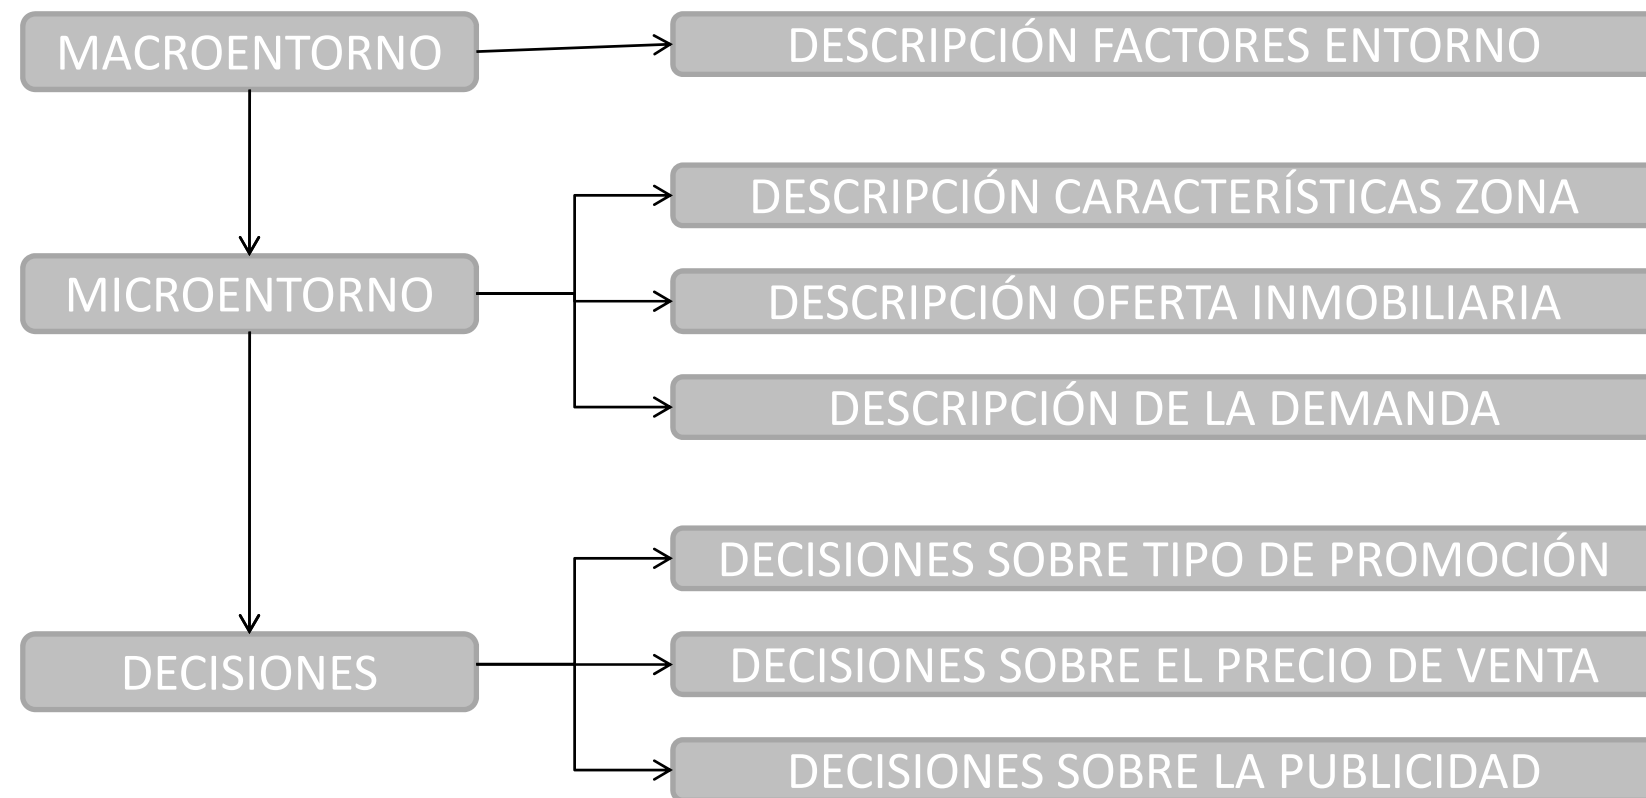 MACROENTORNO
DESCRIPCIÓN FACTORES ENTORNO
MICROENTORNO
DESCRIPCIÓN CARACTERÍSTICAS ZONA
DESCRIPCIÓN OFERTA INMOBILIARIA
DESCRIPCIÓN DE LA DEMANDA
DECISIONES
DECISIONES SOBRE TIPO DE PROMOCIÓN
DECISIONES SOBRE EL PRECIO DE VENTA
DECISIONES SOBRE LA PUBLICIDAD